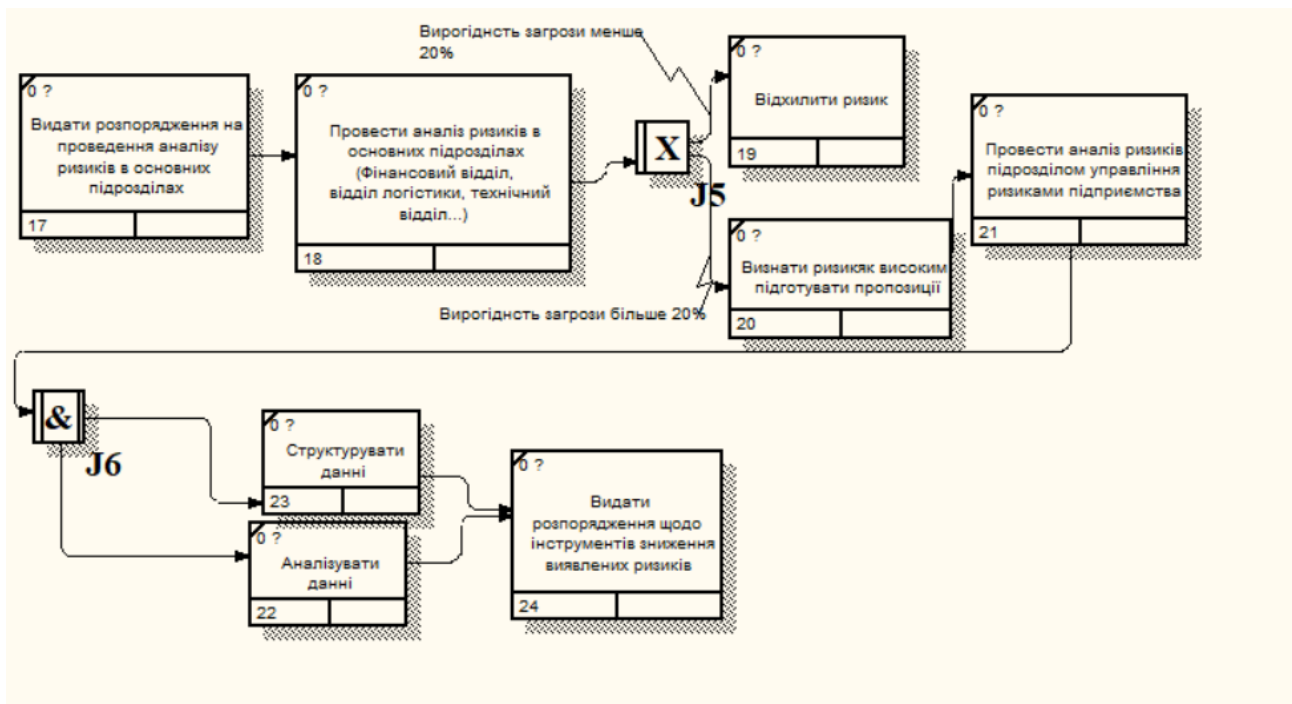 Вирогіднсть загрози менше
20%
0 ?
Видати розпорядження на
проведення аналізу
ризиків в основних
підрозділах
17
0 ?
Провести аналіз ризиків в
основних підрозділах
(Фінансовий відділ,
відділ логістики, технічний
відділ...)
18
X
J5
0 ?
Відхилити ризик
19
Вирогіднсть загрози більше 20%
0 ?
Визнати ризикяк високим
підготувати пропозиції
20
0 ?
Провести аналіз ризиків
підрозділом управління
ризиками підприємства
21
&
J6
0 ?
Структурувати
данні
23
0 ?
Аналізувати
данні
22
0 ?
Видати
розпорядження щодо
інструментів зниження
виявлених ризиків
24